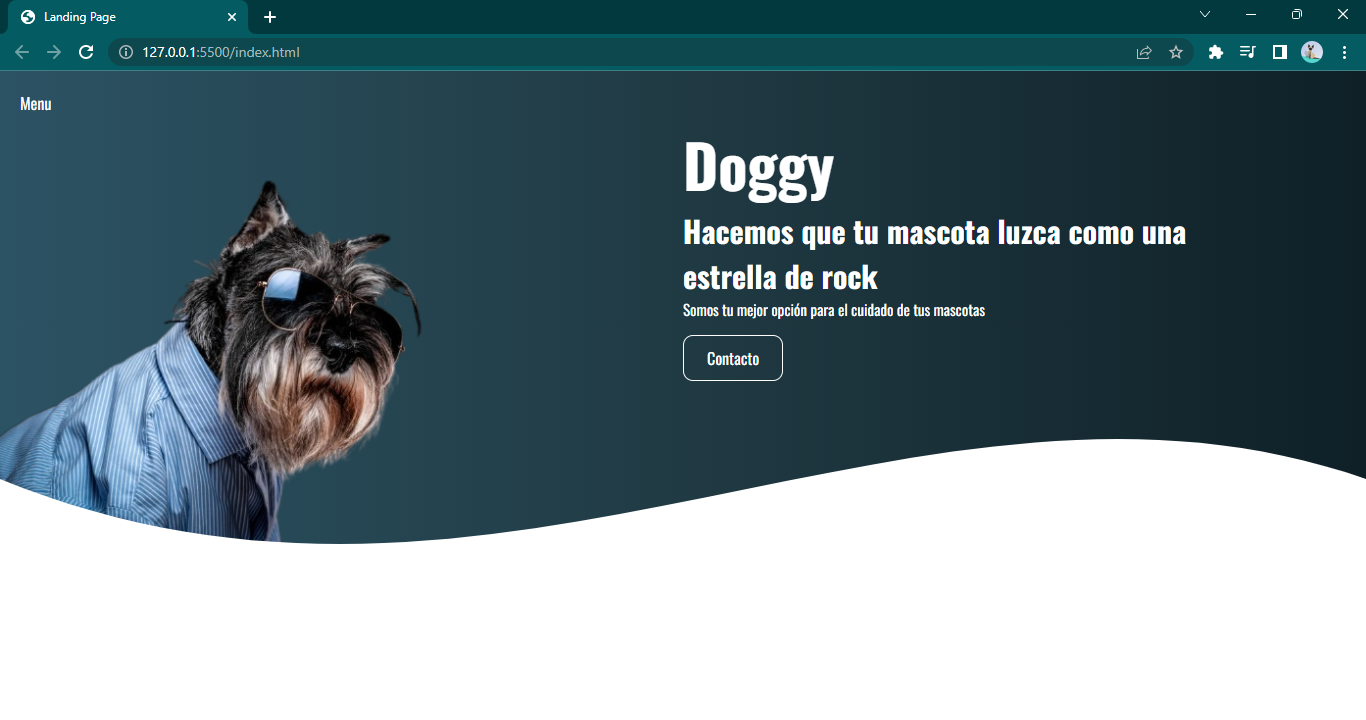 Landing Page
127.0.0.1:5500/index.html
Menu
Doggy
Hacemos que tu mascota luzca como una
estrella de rock
Somos tu mejor opción para el cuidado de tus mascotas
Contacto